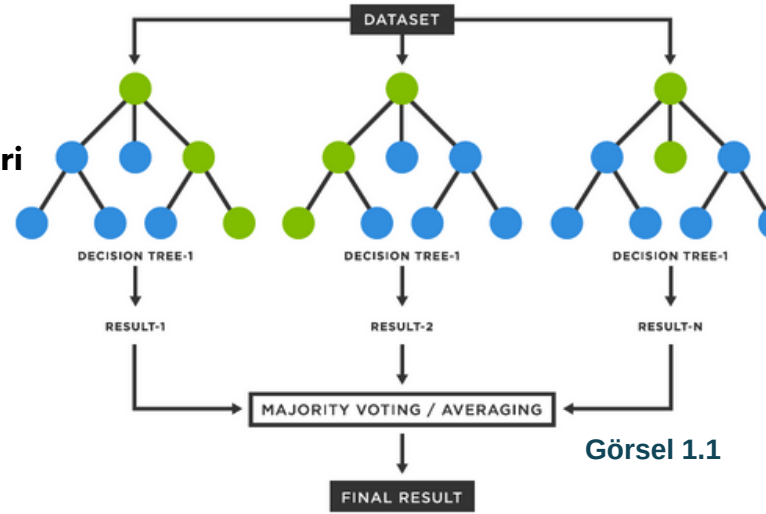 DATASET
ri
DECISION TREE-1
DECISION TREE-1
DECISION TREE-1
RESULT-1
RESULT-2
RESULT-N
MAJORITY VOTING / AVERAGING
Görsel 1.1
FINAL RESULT